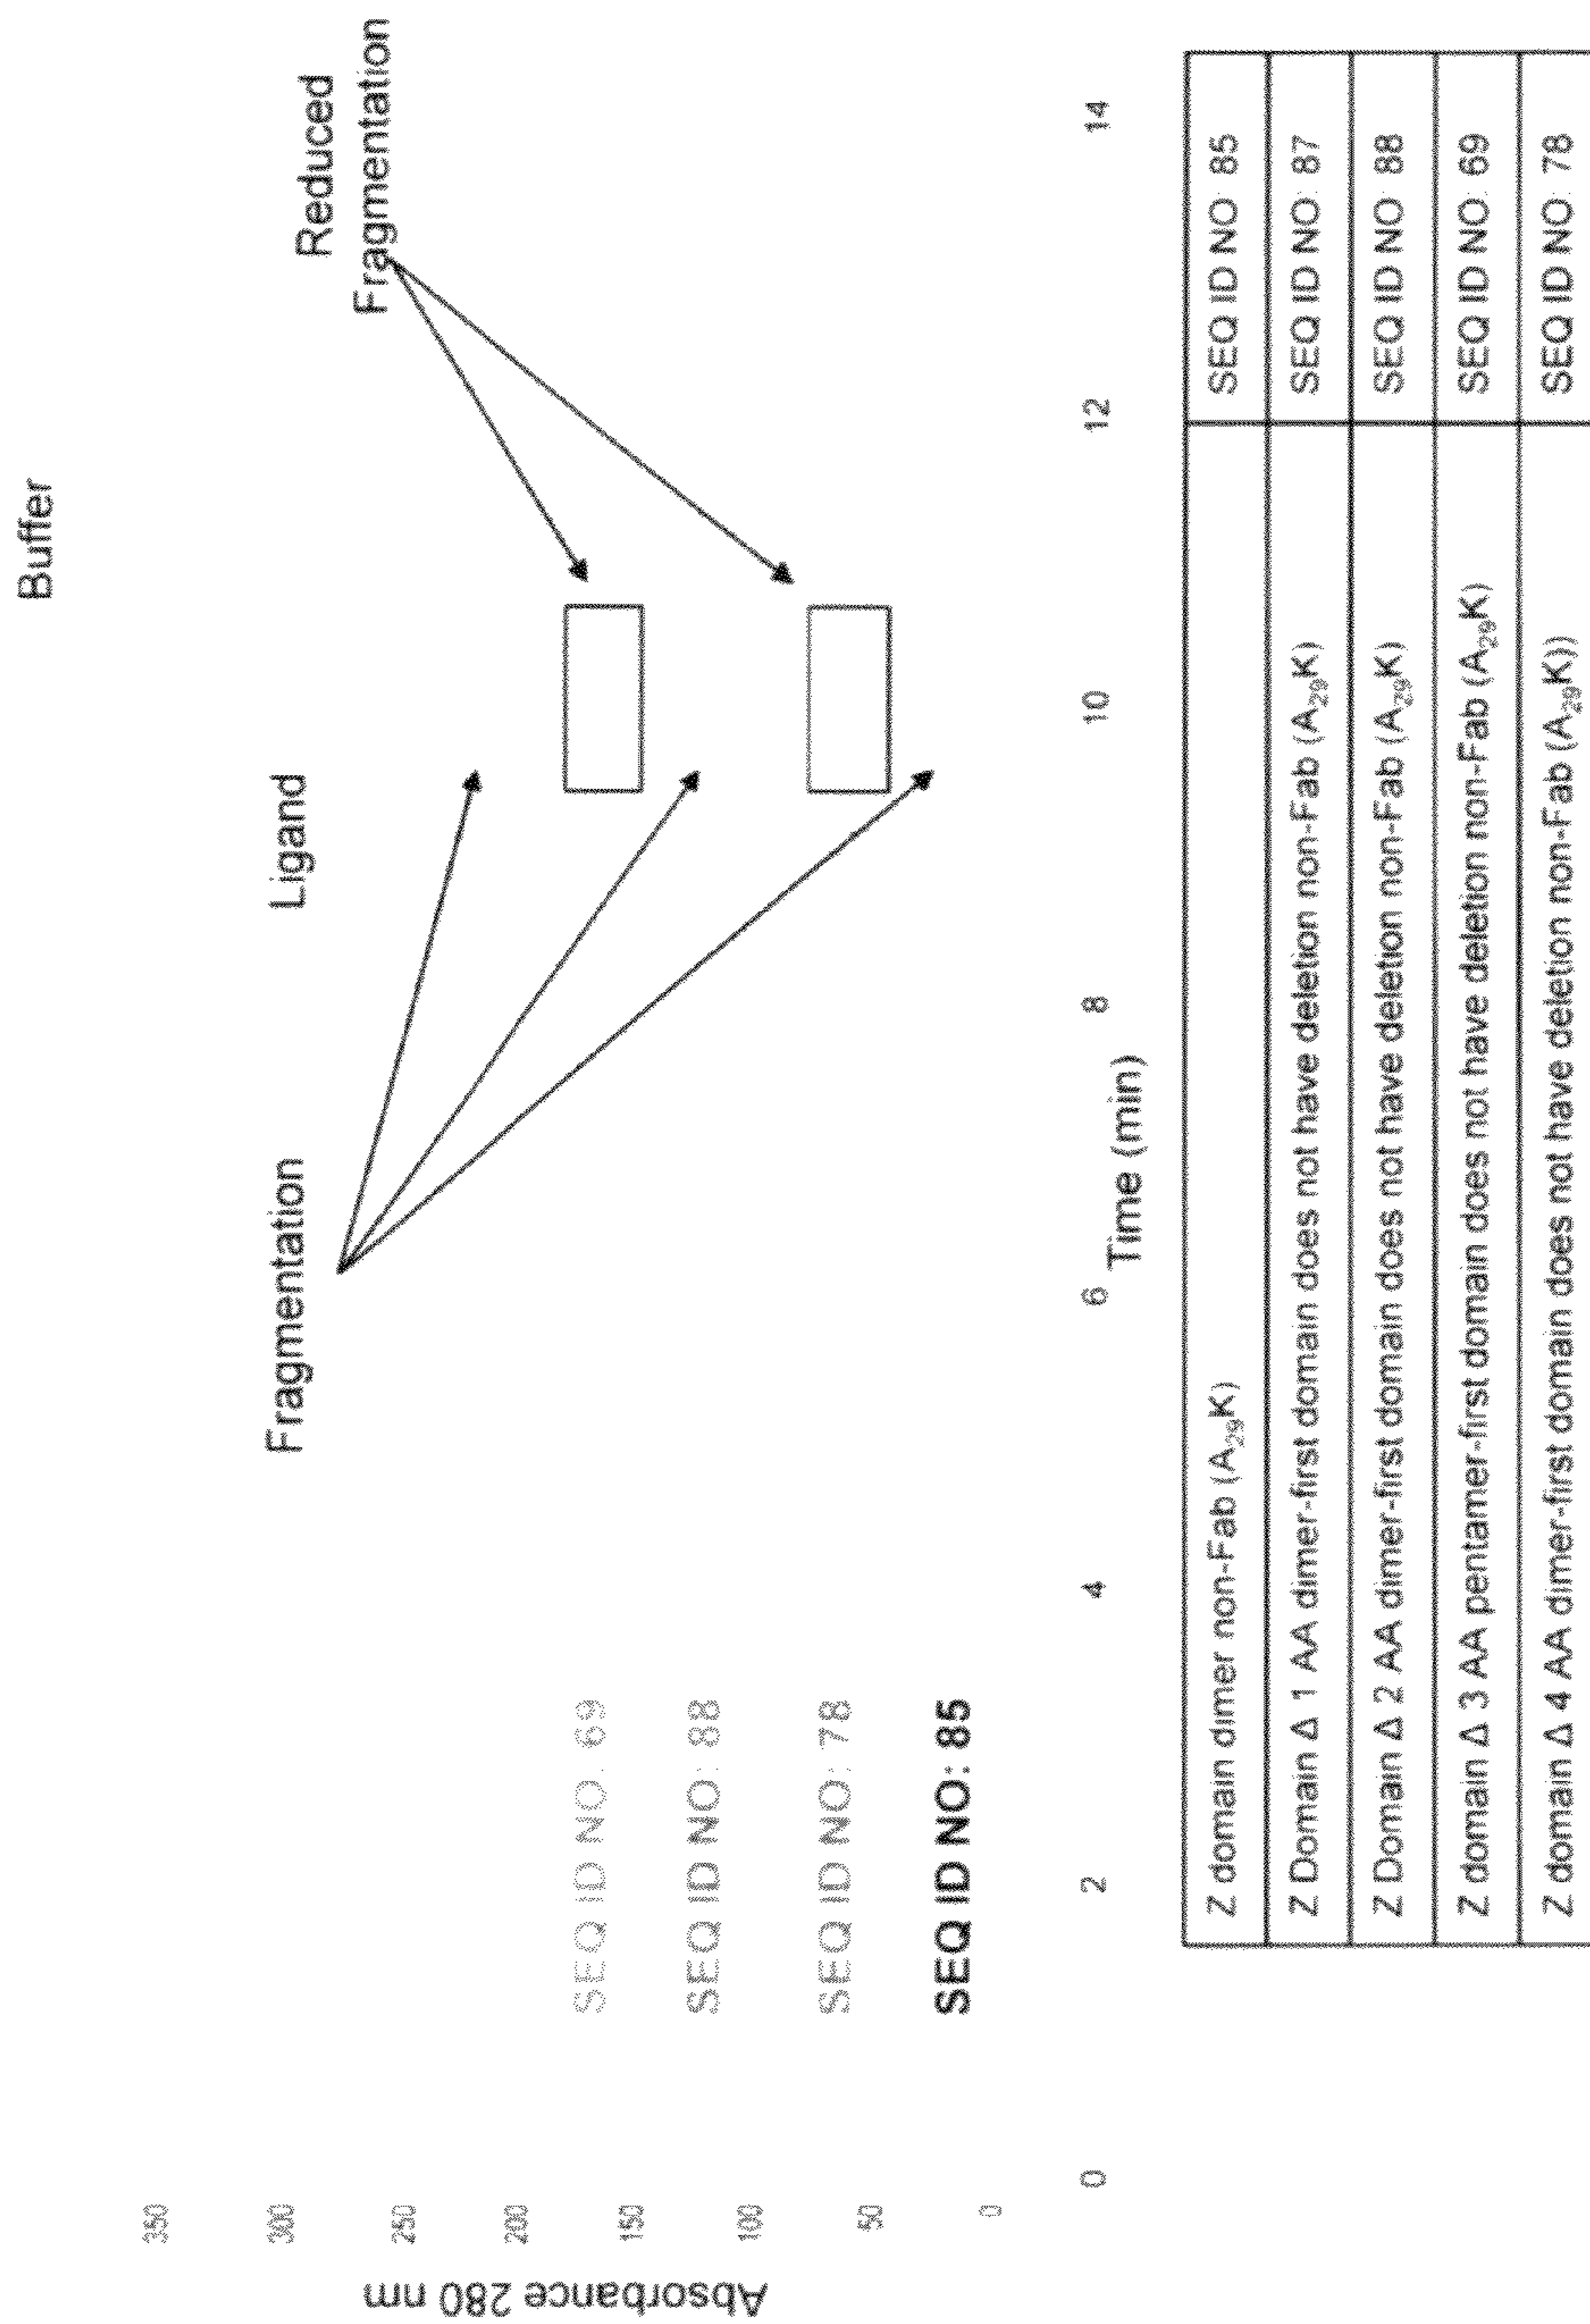 Buffer
Fragmentation
Ligand
Reduced
Fragmentation
Absorbance 280 nm
350
300
250
200
150
100
50
0
SEQ ID NO: 69
SEQ ID NO: 88
SEQ ID NO: 78
SEQ ID NO: 85
0 2 4 6 8 10 12 14
Time (min)
Z domain dimer non-Fab (A29K) SEQ ID NO: 85
Z Domain Δ 1 AA dimer-first domain does not have deletion non-Fab (A29K) SEQ ID NO: 87
Z Domain Δ 2 AA dimer-first domain does not have deletion non-Fab (A29K) SEQ ID NO: 88
Z domain Δ 3 AA pentamer-first domain does not have deletion non-Fab (A29K) SEQ ID NO: 69
Z domain Δ 4 AA dimer-first domain does not have deletion non-Fab (A29K)) SEQ ID NO: 78